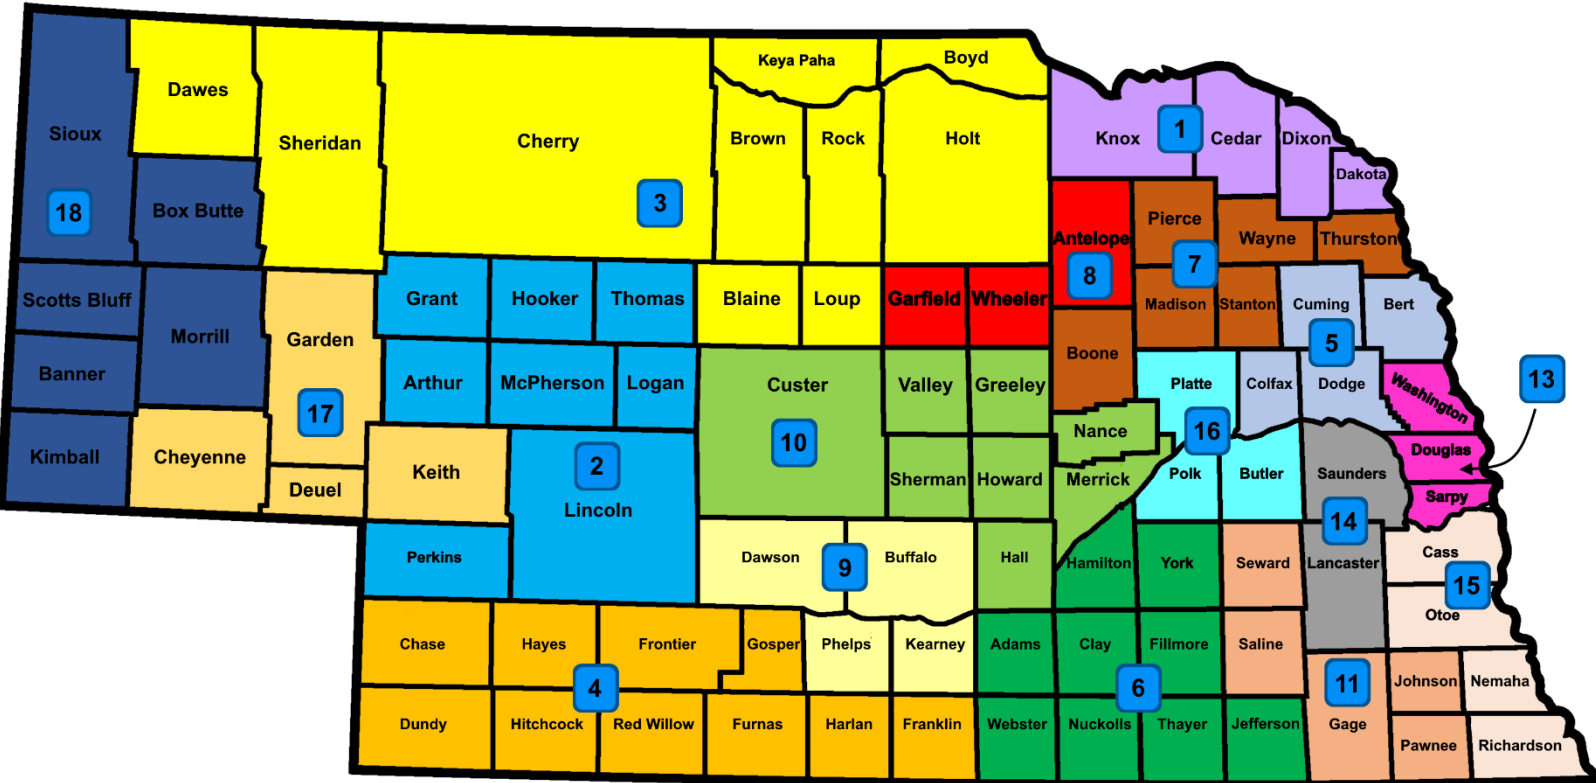 Keya Paha
Boyd
Dawes
Sioux
Sheridan
Cherry
Brown
Rock
Holt
Knox
1
Cedar
Dixon
Dakota
18
Box Butte
3
Pierce
Antelope
Wayne
Thurston
8
7
Scotts Bluff
Grant
Hooker
Thomas
Blaine
Loup
Garfield
Wheeler
Madison
Stanton
Cuming
Bert
Morrill
Garden
5
Banner
Arthur
McPherson
Logan
Custer
Valley
Greeley
Boone
Platte
Colfax
Dodge
Washington
13
17
10
Nance
16
Kimball
Cheyenne
Keith
2
Sherman
Howard
Merrick
Polk
Butler
Saunders
Douglas
Deuel
Lincoln
Sarpy
14
Perkins
Dawson
9
Buffalo
Hall
Hamilton
York
Seward
Lancaster
Cass
15
Otoe
Chase
Hayes
Frontier
Gosper
Phelps
Kearney
Adams
Clay
Fillmore
Saline
4
6
11
Johnson
Nemaha
Dundy
Hitchcock
Red Willow
Furnas
Harlan
Franklin
Webster
Nuckolls
Thayer
Jefferson
Gage
Pawnee
Richardson